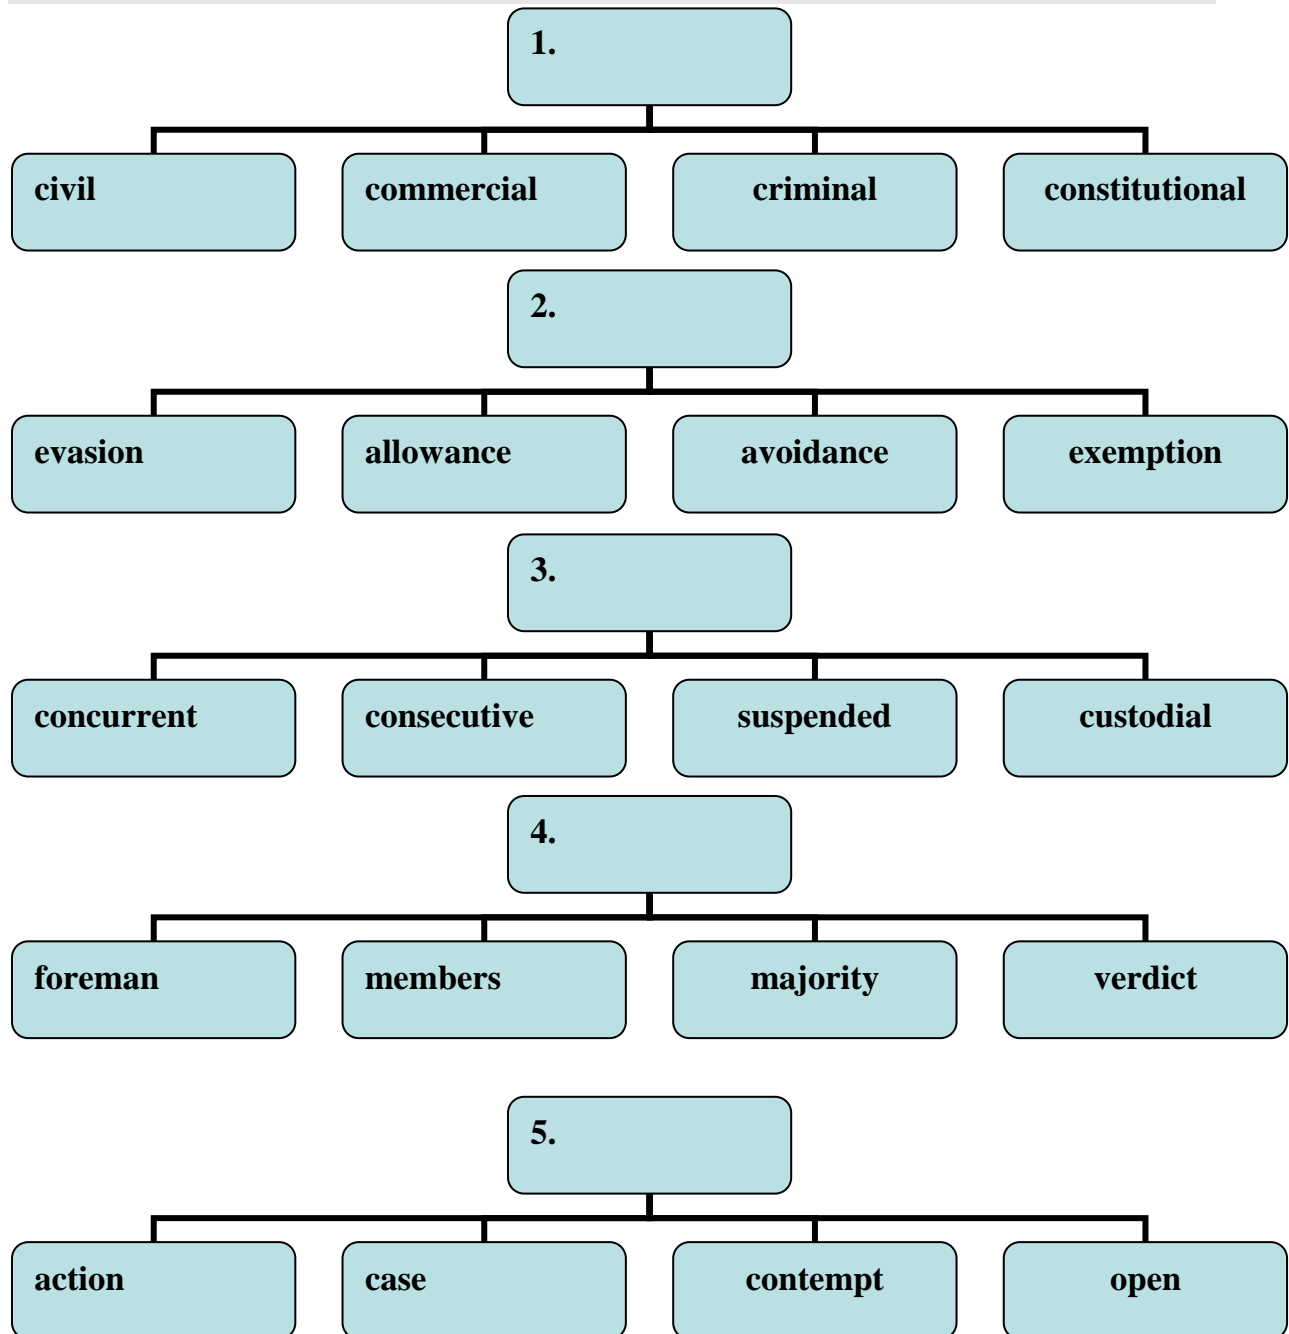 1.
civil commercial criminal constitutional
2.
evasion allowance avoidance exemption
3.
concurrent consecutive suspended custodial
4.
foreman members majority verdict
5.
action case contempt open